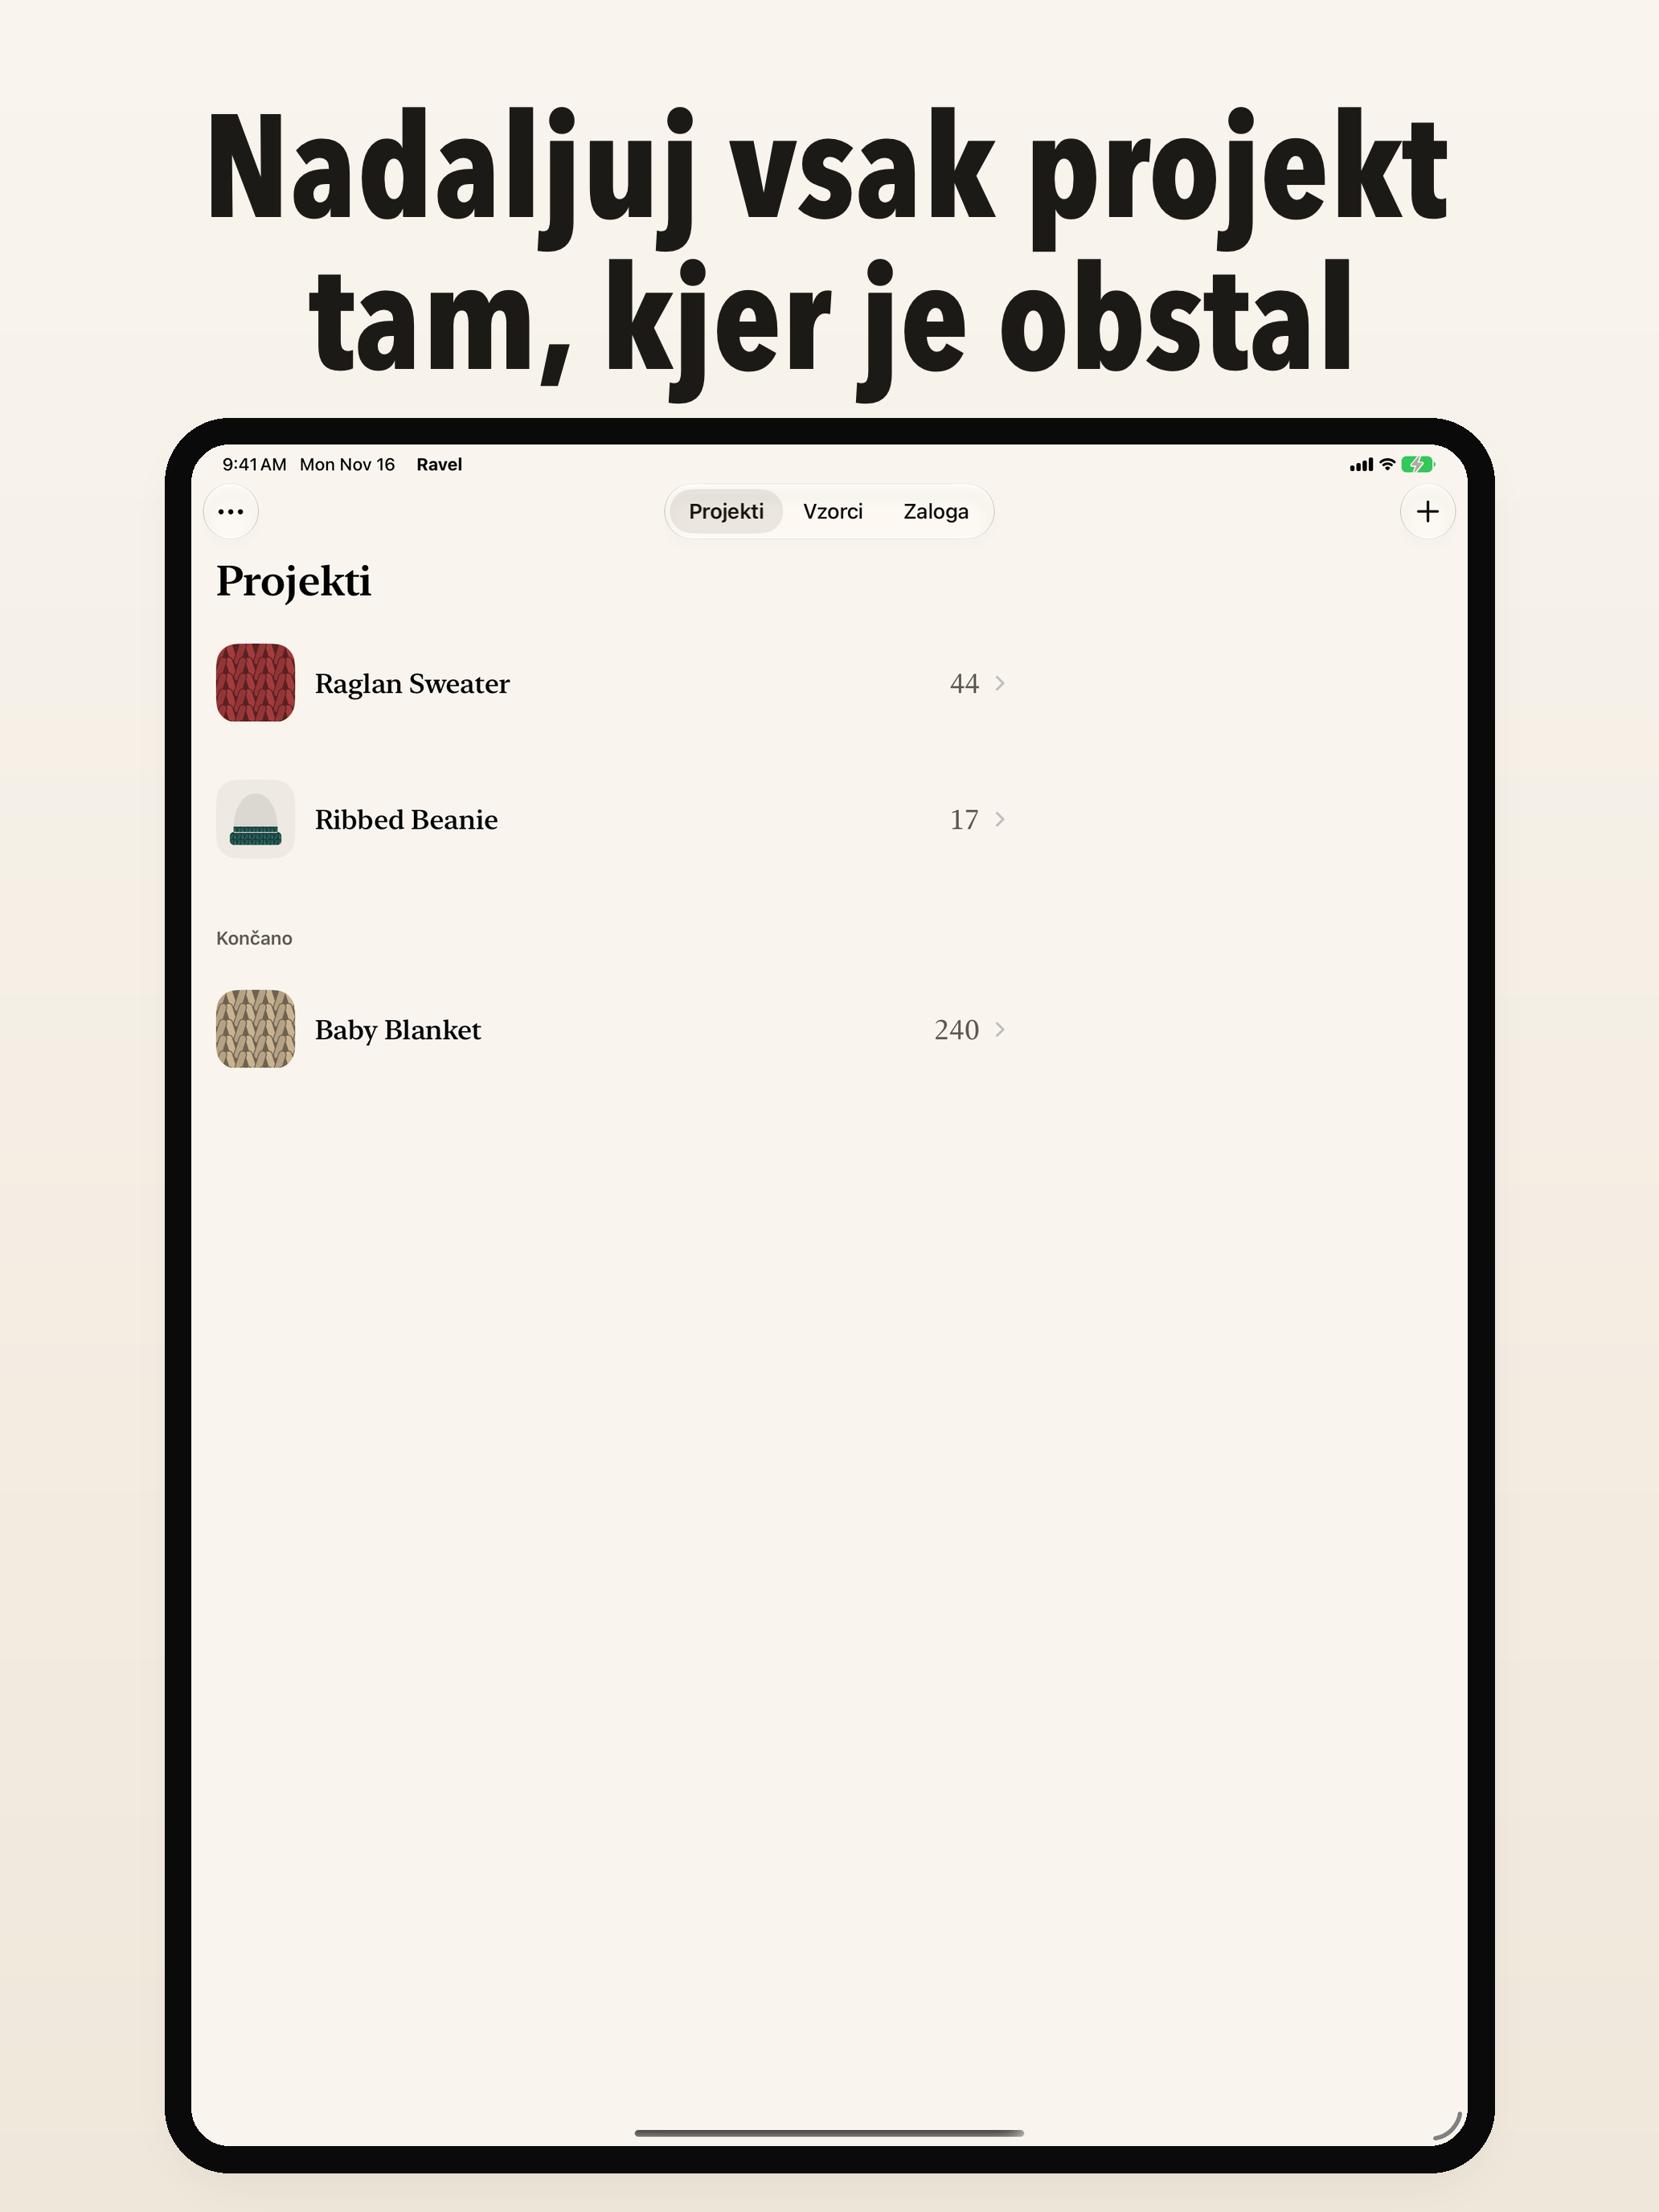 Nadaljuj vsak projekt
tam, kjer je obstal
9:41 AM Mon Nov 16 Ravel
Projekti Vzorci Zaloga
Projekti
Raglan Sweater 44
Ribbed Beanie 17
Končano
Baby Blanket 240